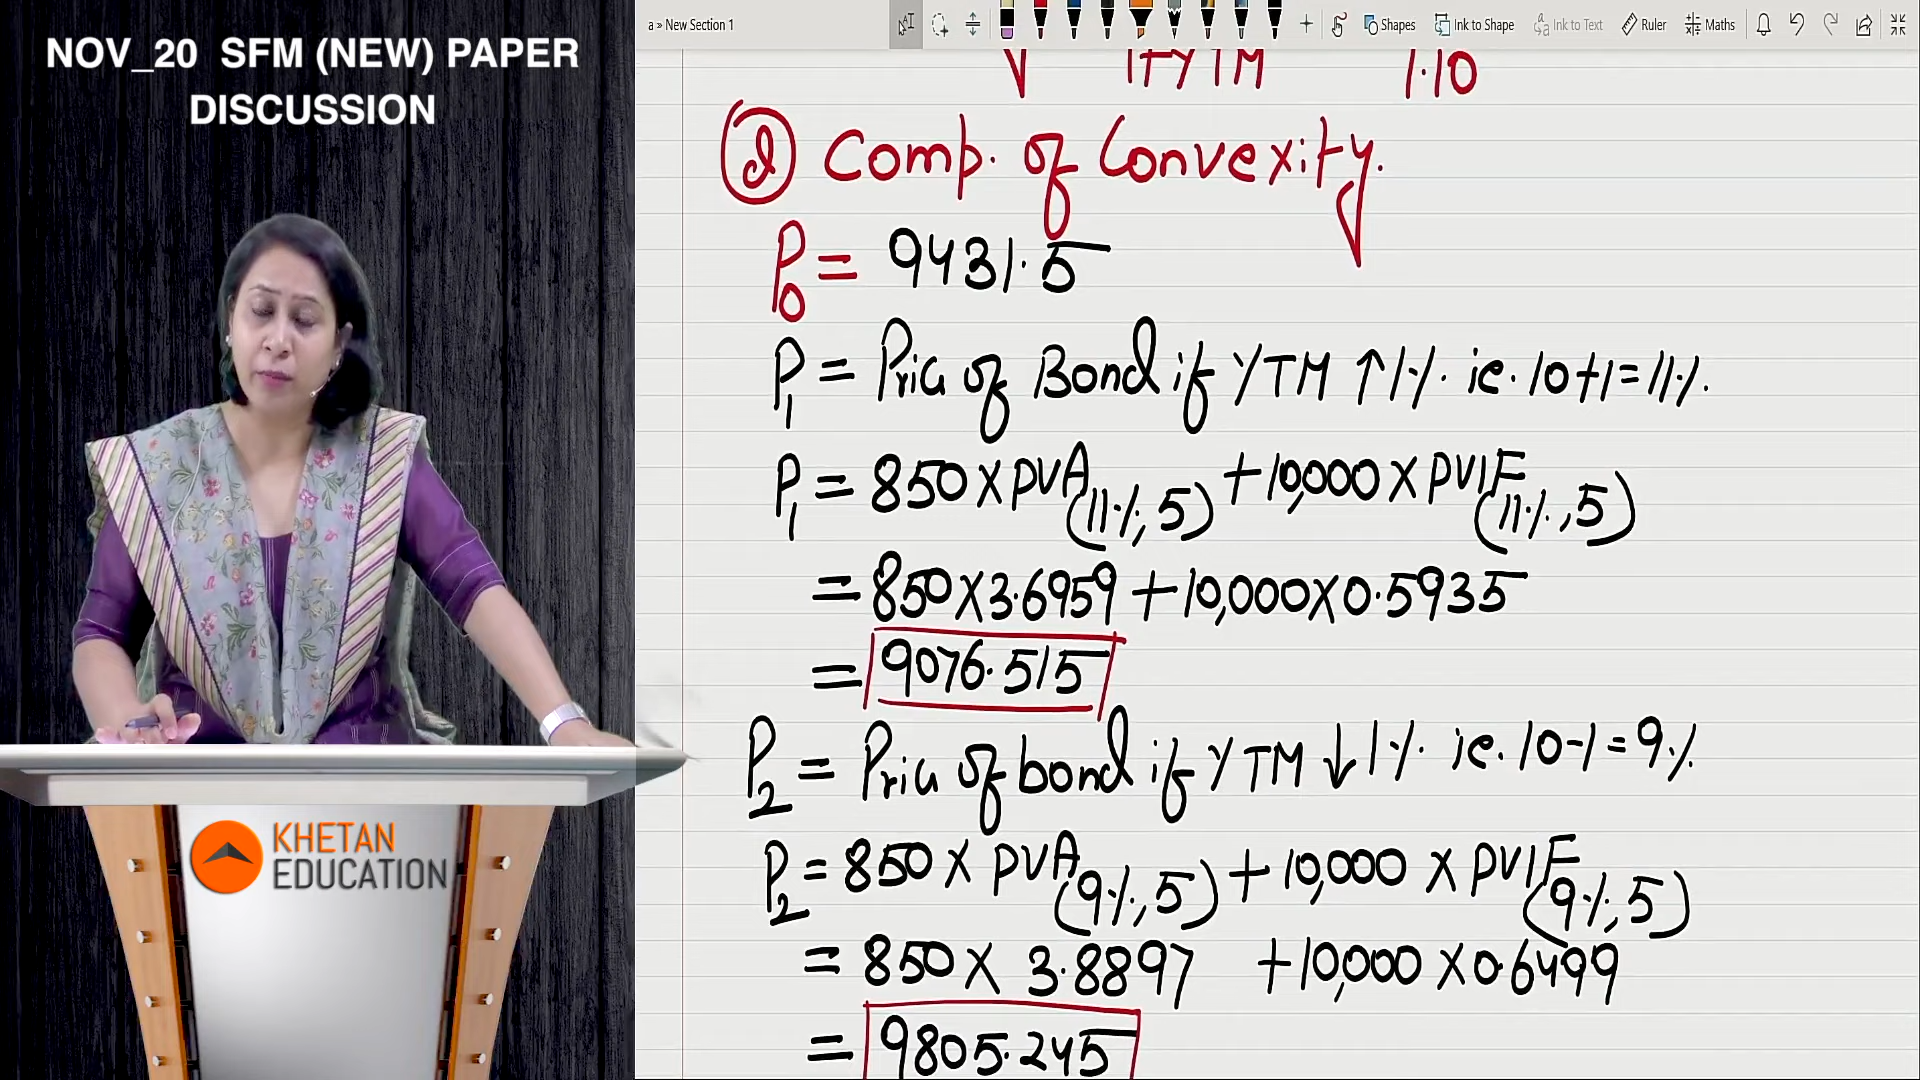 NOV_20 SFM (NEW) PAPER
DISCUSSION
KHETAN
EDUCATION
a » New Section 1
Shapes
Ink to Shape
Ink to Text
Ruler
Maths
1+YTM 1.10
(d) Comp. of Convexity.
P0 = 9431.5
P1 = Price of Bond if YTM ↑ 1%. ie. 10+1=11%.
P1 = 850 X PVA (11%, 5) + 10,000 X PVIF (11%, 5)
= 850 X 3.6959 + 10,000 X 0.5935
= 9076.515
P2 = Price of bond if YTM ↓ 1%. ie. 10-1=9%
P2 = 850 X PVA (9%, 5) + 10,000 X PVIF (9%, 5)
= 850 X 3.8897 + 10,000 X 0.6499
= 9805.245